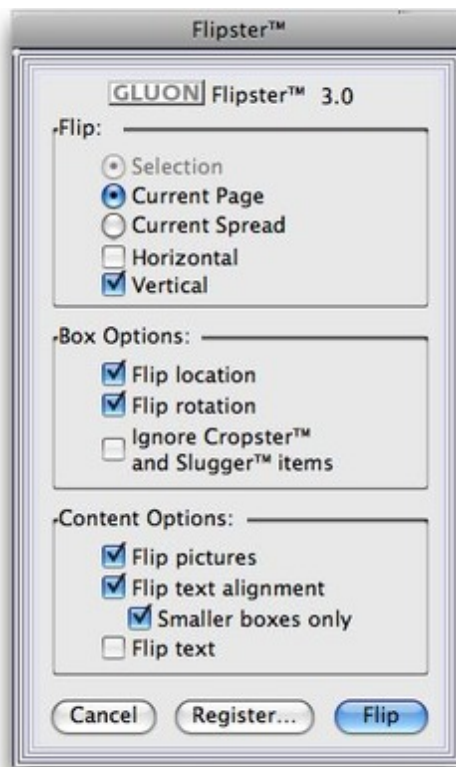 Flipster™
GLUON Flipster™ 3.0
Flip:
Selection
Current Page
Current Spread
Horizontal
Vertical
Box Options:
Flip location
Flip rotation
Ignore Cropster™
and Slugger™ items
Content Options:
Flip pictures
Flip text alignment
Smaller boxes only
Flip text
Cancel Register... Flip